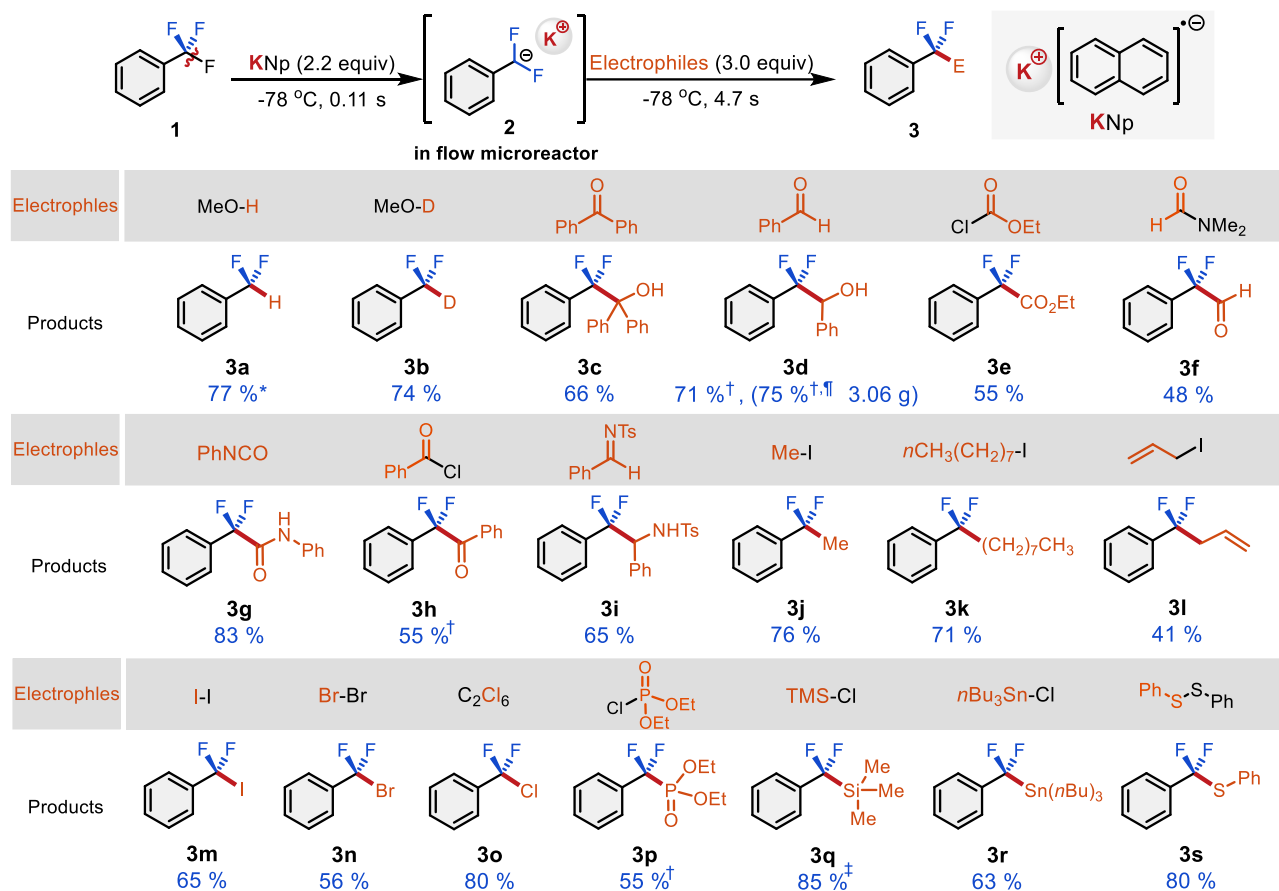 F F
F
1
KNp (2.2 equiv)
-78 °C, 0.11 s
F
F
⊖
K⊕
2
in flow microreactor
Electrophiles (3.0 equiv)
-78 °C, 4.7 s
F F
E
3
K⊕
•⊖
KNp
Electrophles
MeO-H
MeO-D
O
Ph Ph
O
Ph H
O
Cl OEt
O
H NMe2
Products
F F
H
F F
D
F F
OH
Ph Ph
F F
OH
Ph
F F
CO2Et
F F
H
O
3a
3b
3c
3d
3e
3f
77 %*
74 %
66 %
71 %†, (75 %†,¶ 3.06 g)
55 %
48 %
Electrophles
PhNCO
O
Ph Cl
NTs
Ph H
Me-I
nCH3(CH2)7-I
I
Products
F F
H
N
Ph
O
F F
Ph
O
F F
NHTs
Ph
F F
Me
F F
(CH2)7CH3
F F
3g
3h
3i
3j
3k
3l
83 %
55 %†
65 %
76 %
71 %
41 %
Electrophles
I-I
Br-Br
C2Cl6
O
Cl P OEt
OEt
TMS-Cl
nBu3Sn-Cl
Ph S S Ph
Products
F F
I
F F
Br
F F
Cl
F F
OEt
P OEt
O
F F
Me
Si Me
Me
F F
Sn(nBu)3
F F
S Ph
3m
3n
3o
3p
3q
3r
3s
65 %
56 %
80 %
55 %†
85 %‡
63 %
80 %